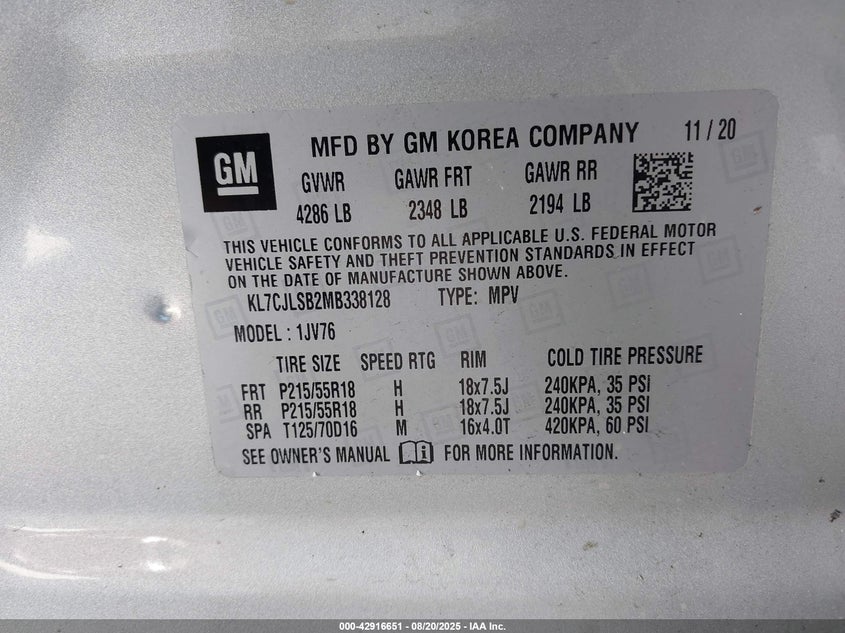 GM
MFD BY GM KOREA COMPANY 11 / 20
GVWR GAWR FRT GAWR RR
4286 LB 2348 LB 2194 LB
THIS VEHICLE CONFORMS TO ALL APPLICABLE U.S. FEDERAL MOTOR
VEHICLE SAFETY AND THEFT PREVENTION STANDARDS IN EFFECT
ON THE DATE OF MANUFACTURE SHOWN ABOVE.
KL7CJLSB2MB338128 TYPE: MPV
MODEL : 1JV76
TIRE SIZE SPEED RTG RIM COLD TIRE PRESSURE
FRT P215/55R18 H 18x7.5J 240KPA, 35 PSI
RR P215/55R18 H 18x7.5J 240KPA, 35 PSI
SPA T125/70D16 M 16x4.0T 420KPA, 60 PSI
SEE OWNER'S MANUAL i FOR MORE INFORMATION.
000-42916651 | 08/20/2025 - IAA Inc.